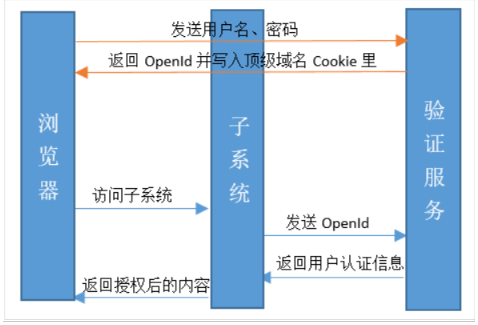 发送用户名、密码
返回 OpenId 并写入顶级域名 Cookie 里
浏览器
子系统
验证服务
访问子系统
发送 OpenId
返回用户认证信息
返回授权后的内容